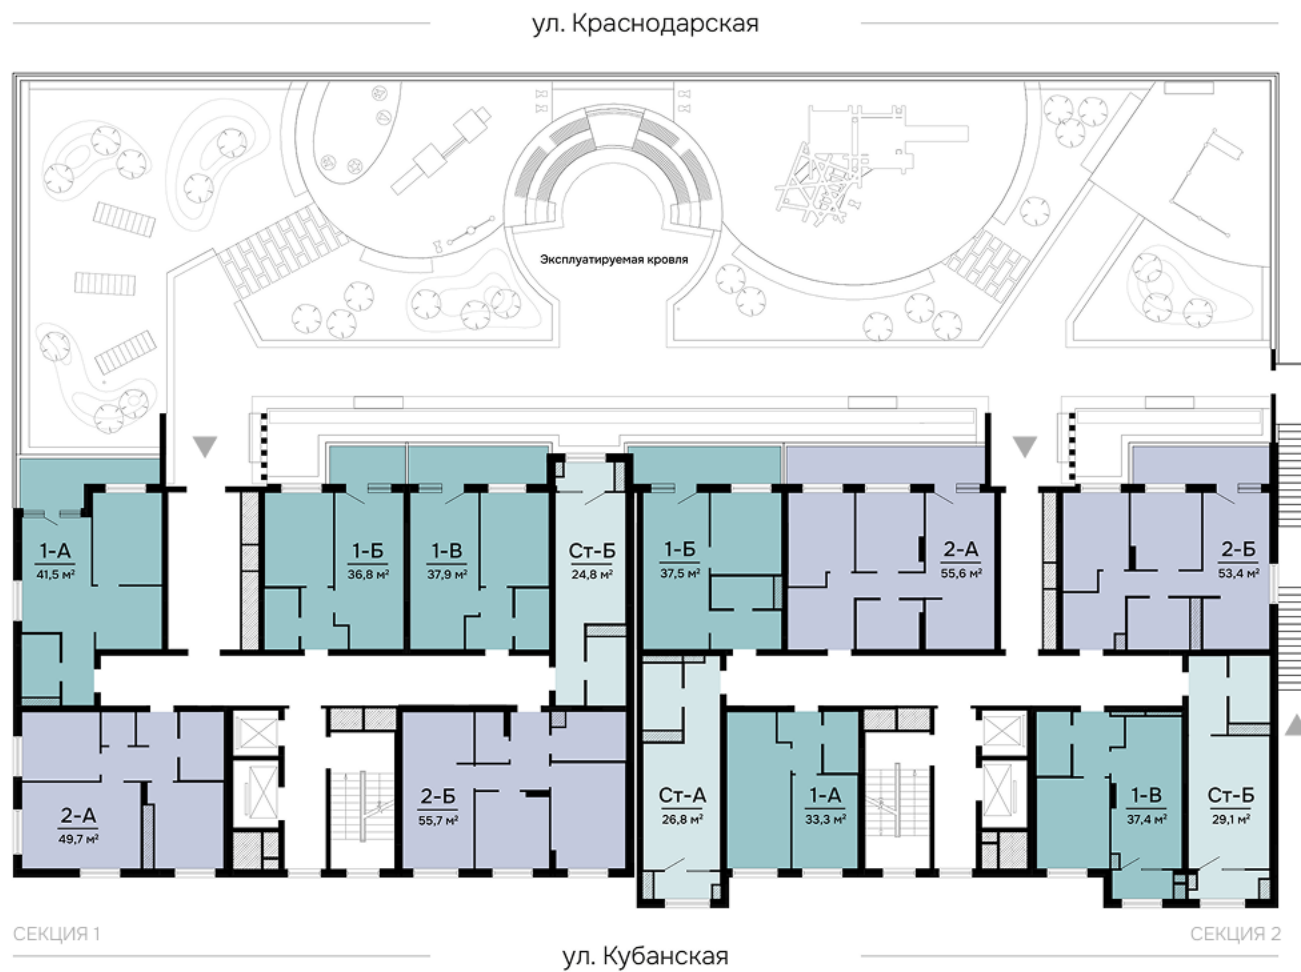 ул. Краснодарская
Эксплуатируемая кровля
1-А
41,5 м²
1-Б
36,8 м²
1-В
37,9 м²
Ст-Б
24,8 м²
1-Б
37,5 м²
2-А
55,6 м²
2-Б
53,4 м²
2-А
49,7 м²
2-Б
55,7 м²
Ст-А
26,8 м²
1-А
33,3 м²
1-В
37,4 м²
Ст-Б
29,1 м²
СЕКЦИЯ 1
СЕКЦИЯ 2
ул. Кубанская